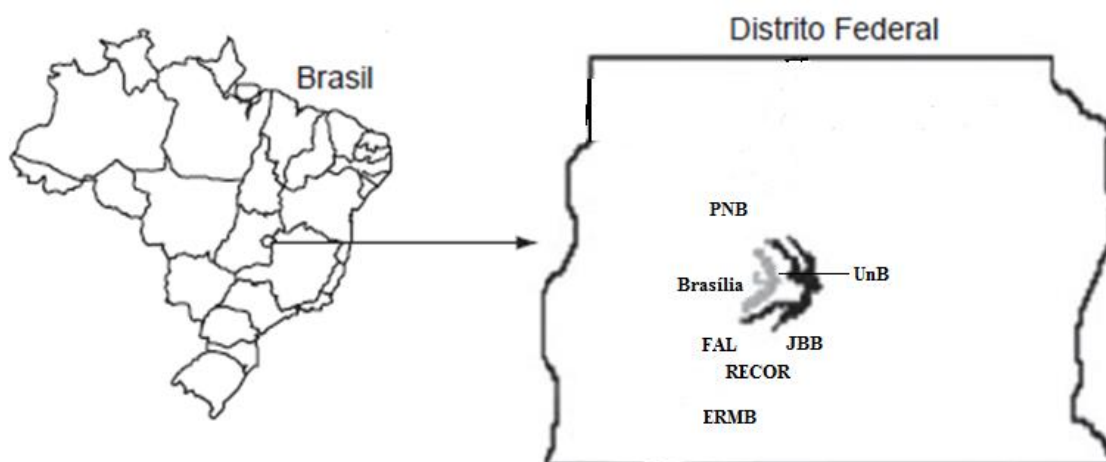 Distrito Federal
Brasil
PNB
Brasília
UnB
FAL
JBB
RECOR
ERMB